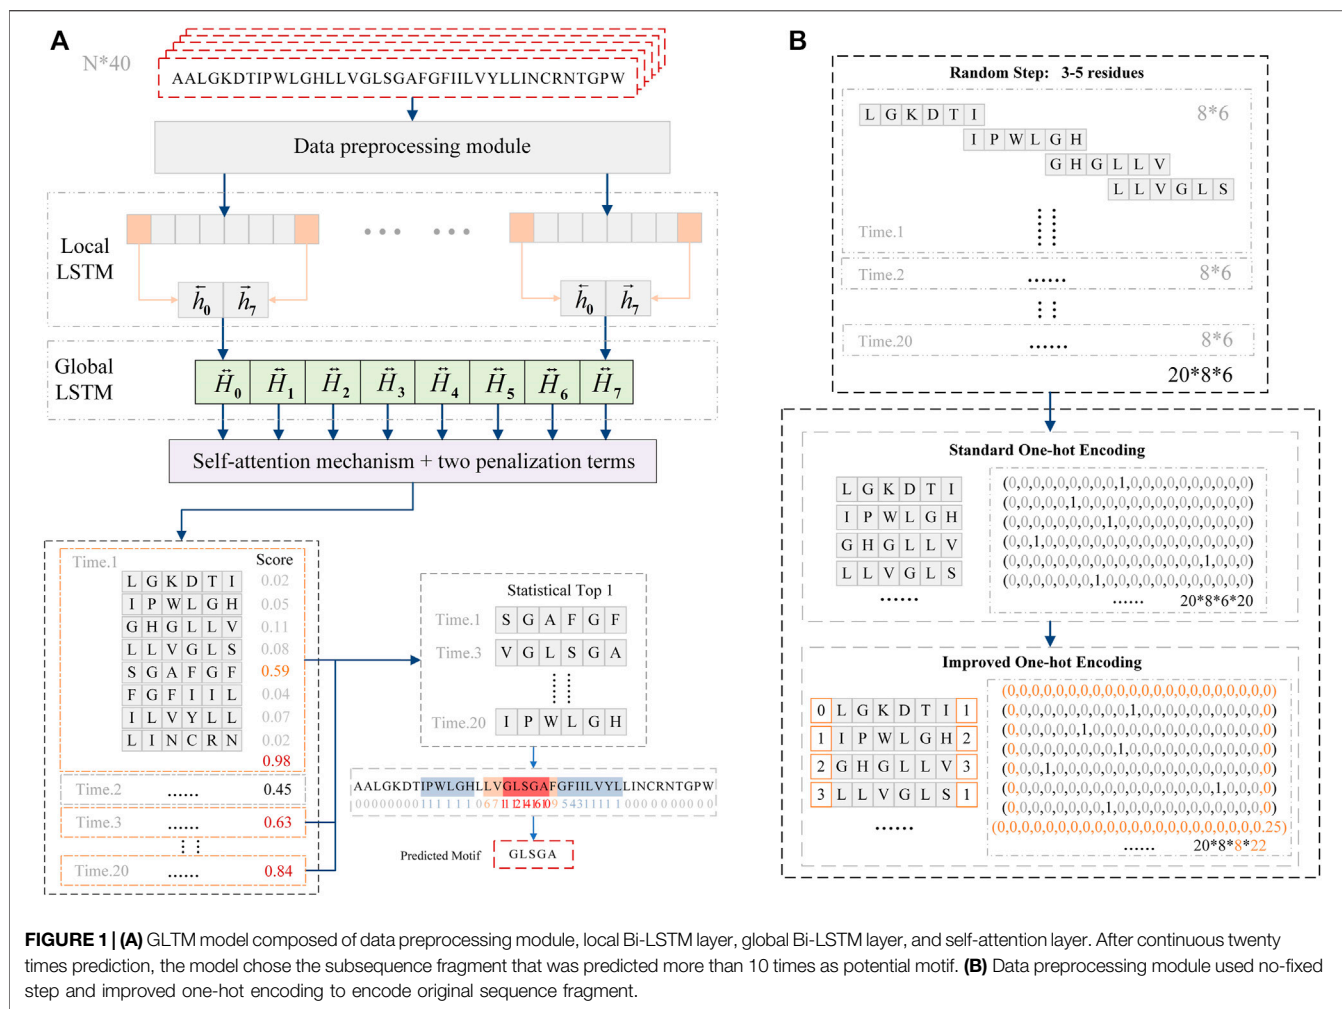 A
N*40
AALGKDTIPWLGHLLVGLSGAFGFIILVYLLINCRNTGPW
Data preprocessing module
Local
LSTM
h0 h7
h0 h7
Global
LSTM
H0 H1 H2 H3 H4 H5 H6 H7
Self-attention mechanism + two penalization terms
Time.1 Score
L G K D T I 0.02
I P W L G H 0.05
G H G L L V 0.11
L L V G L S 0.08
S G A F G F 0.59
F G F I I L 0.04
I L V Y L L 0.07
L I N C R N 0.02
0.98
Time.2 ...... 0.45
Time.3 ...... 0.63
Time.20 ...... 0.84
Statistical Top 1
Time.1 S G A F G F
Time.3 V G L S G A
Time.20 I P W L G H
AALGKDTIPWLGHLLVGLSGAFGFIILVYLLINCRNTGPW
Predicted Motif GLSGA
B
Random Step: 3-5 residues
L G K D T I 8*6
I P W L G H
G H G L L V
L L V G L S
Time.1
Time.2 ...... 8*6
Time.20 ...... 8*6
20*8*6
Standard One-hot Encoding
L G K D T I
I P W L G H
G H G L L V
L L V G L S
......
(0,0,0,0,0,0,0,0,0,1,0,0,0,0,0,0,0,0,0,0)
(0,0,0,0,0,1,0,0,0,0,0,0,0,0,0,0,0,0,0,0)
(0,0,0,0,0,0,0,0,1,0,0,0,0,0,0,0,0,0,0,0)
(0,0,1,0,0,0,0,0,0,0,0,0,0,0,0,0,0,0,0,0)
(0,0,0,0,0,0,0,0,0,0,0,0,0,0,0,0,1,0,0,0)
(0,0,0,0,0,0,0,1,0,0,0,0,0,0,0,0,0,0,0,0)
...... 20*8*6*20
Improved One-hot Encoding
0 L G K D T I 1
1 I P W L G H 2
2 G H G L L V 3
3 L L V G L S 1
......
(0,0,0,0,0,0,0,0,0,0,0,0,0,0,0,0,0,0,0,0,0,0)
(0,0,0,0,0,0,0,0,0,0,1,0,0,0,0,0,0,0,0,0,0,0)
(0,0,0,0,0,0,1,0,0,0,0,0,0,0,0,0,0,0,0,0,0,0)
(0,0,0,0,0,0,0,0,0,1,0,0,0,0,0,0,0,0,0,0,0,0)
(0,0,0,1,0,0,0,0,0,0,0,0,0,0,0,0,0,0,0,0,0,0)
(0,0,0,0,0,0,0,0,0,0,0,0,0,0,0,0,0,1,0,0,0,0)
(0,0,0,0,0,0,0,0,1,0,0,0,0,0,0,0,0,0,0,0,0,0)
(0,0,0,0,0,0,0,0,0,0,0,0,0,0,0,0,0,0,0,0,0,0.25)
...... 20*8*8*22
FIGURE 1 | (A) GLTM model composed of data preprocessing module, local Bi-LSTM layer, global Bi-LSTM layer, and self-attention layer. After continuous twenty
times prediction, the model chose the subsequence fragment that was predicted more than 10 times as potential motif. (B) Data preprocessing module used no-fixed
step and improved one-hot encoding to encode original sequence fragment.